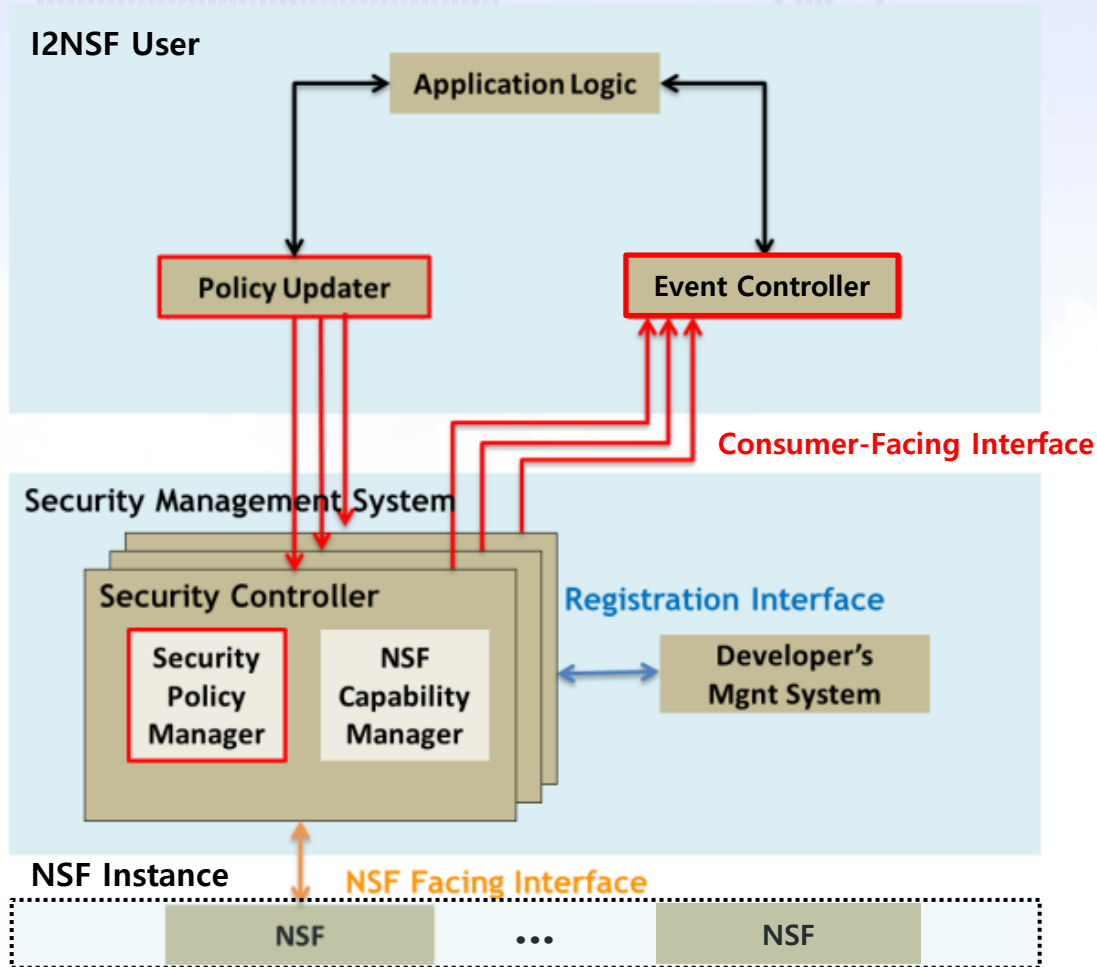 I2NSF User
Application Logic
Policy Updater
Event Controller
Consumer-Facing Interface
Security Management System
Security Controller
Registration Interface
Security
Policy
Manager
NSF
Capability
Manager
Developer's
Mgnt System
NSF Instance
NSF Facing Interface
NSF
...
NSF